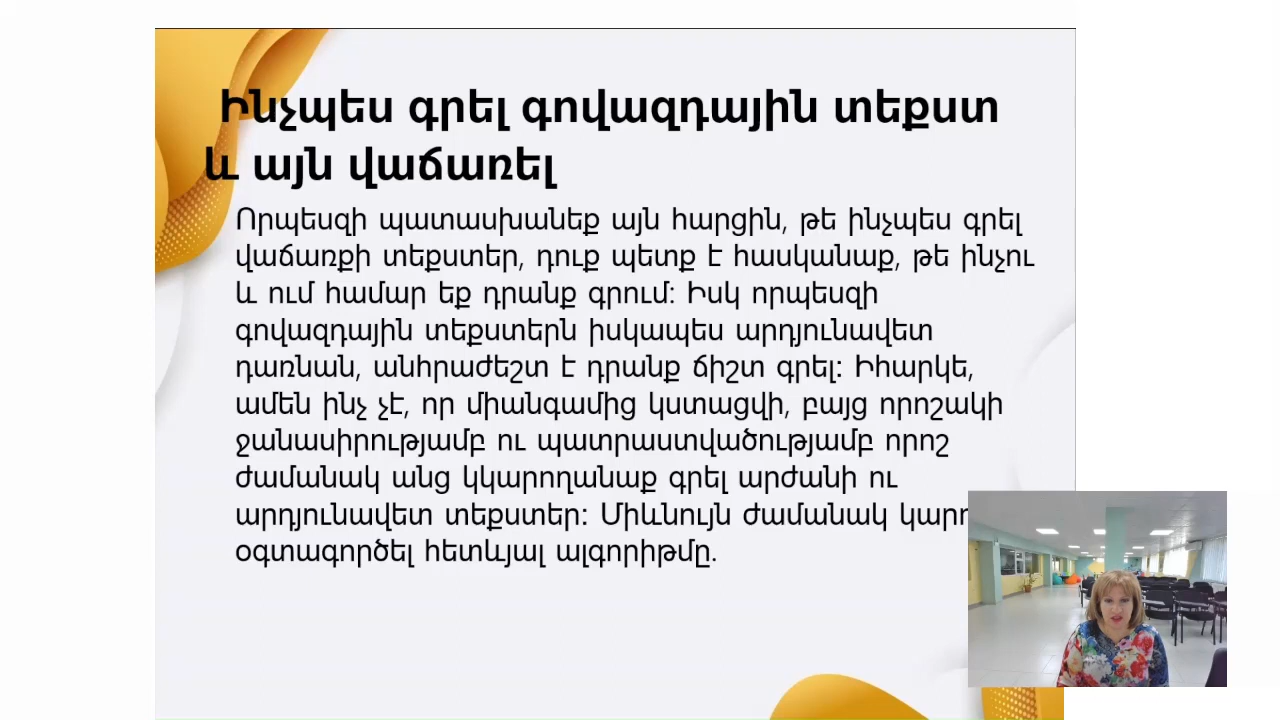 Ինչպես գրել գովազդային տեքստ
և այն վաճառել
Որպեսզի պատասխանեք այն հարցին, թե ինչպես գրել
վաճառքի տեքստեր, դուք պետք է հասկանաք, թե ինչու
և ում համար եք դրանք գրում: Իսկ որպեսզի
գովազդային տեքստերն իսկապես արդյունավետ
դառնան, անհրաժեշտ է դրանք ճիշտ գրել: Իհարկե,
ամեն ինչ չէ, որ միանգամից կստացվի, բայց որոշակի
ջանասիրությամբ ու պատրաստվածությամբ որոշ
ժամանակ անց կկարողանաք գրել արժանի ու
արդյունավետ տեքստեր: Միևնույն ժամանակ
օգտագործել հետևյալ ալգորիթմը.